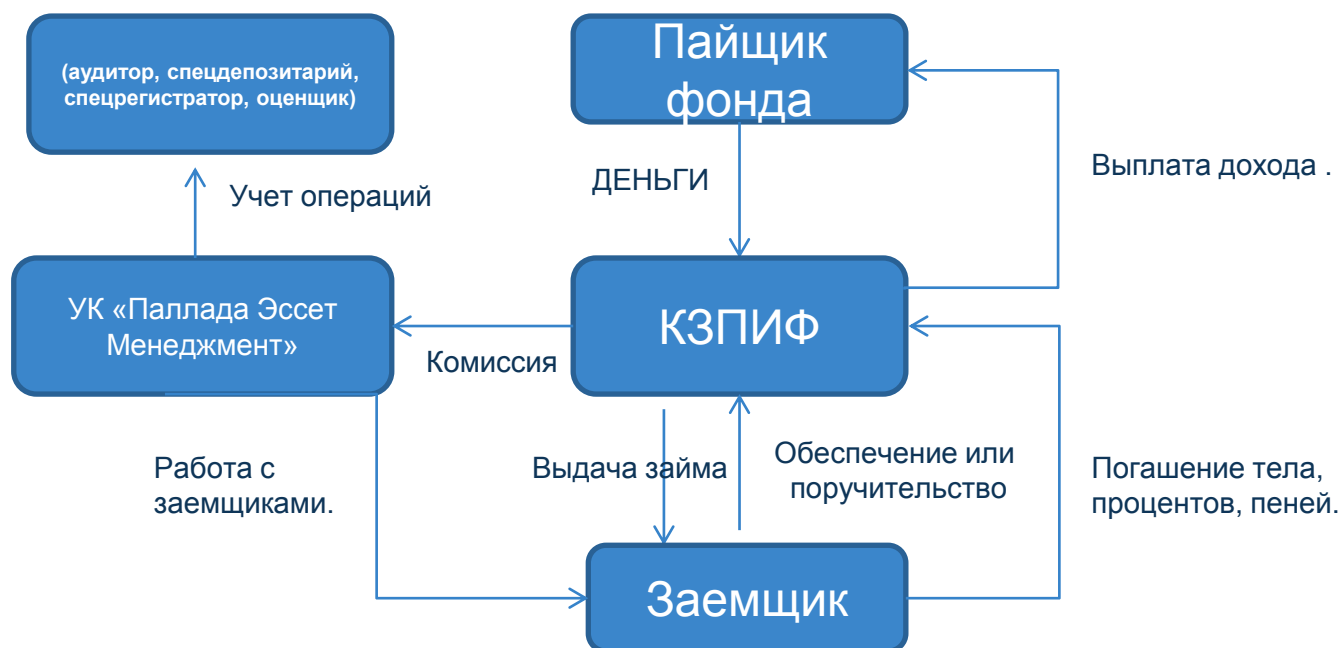 (аудитор, спецдепозитарий,
спецрегистратор, оценщик)
Пайщик
фонда
Учет операций
ДЕНЬГИ
Выплата дохода .
УК «Паллада Эссет
Менеджмент»
Комиссия
КЗПИФ
Работа с
заемщиками.
Выдача займа
Обеспечение или
поручительство
Погашение тела,
процентов, пеней.
Заемщик